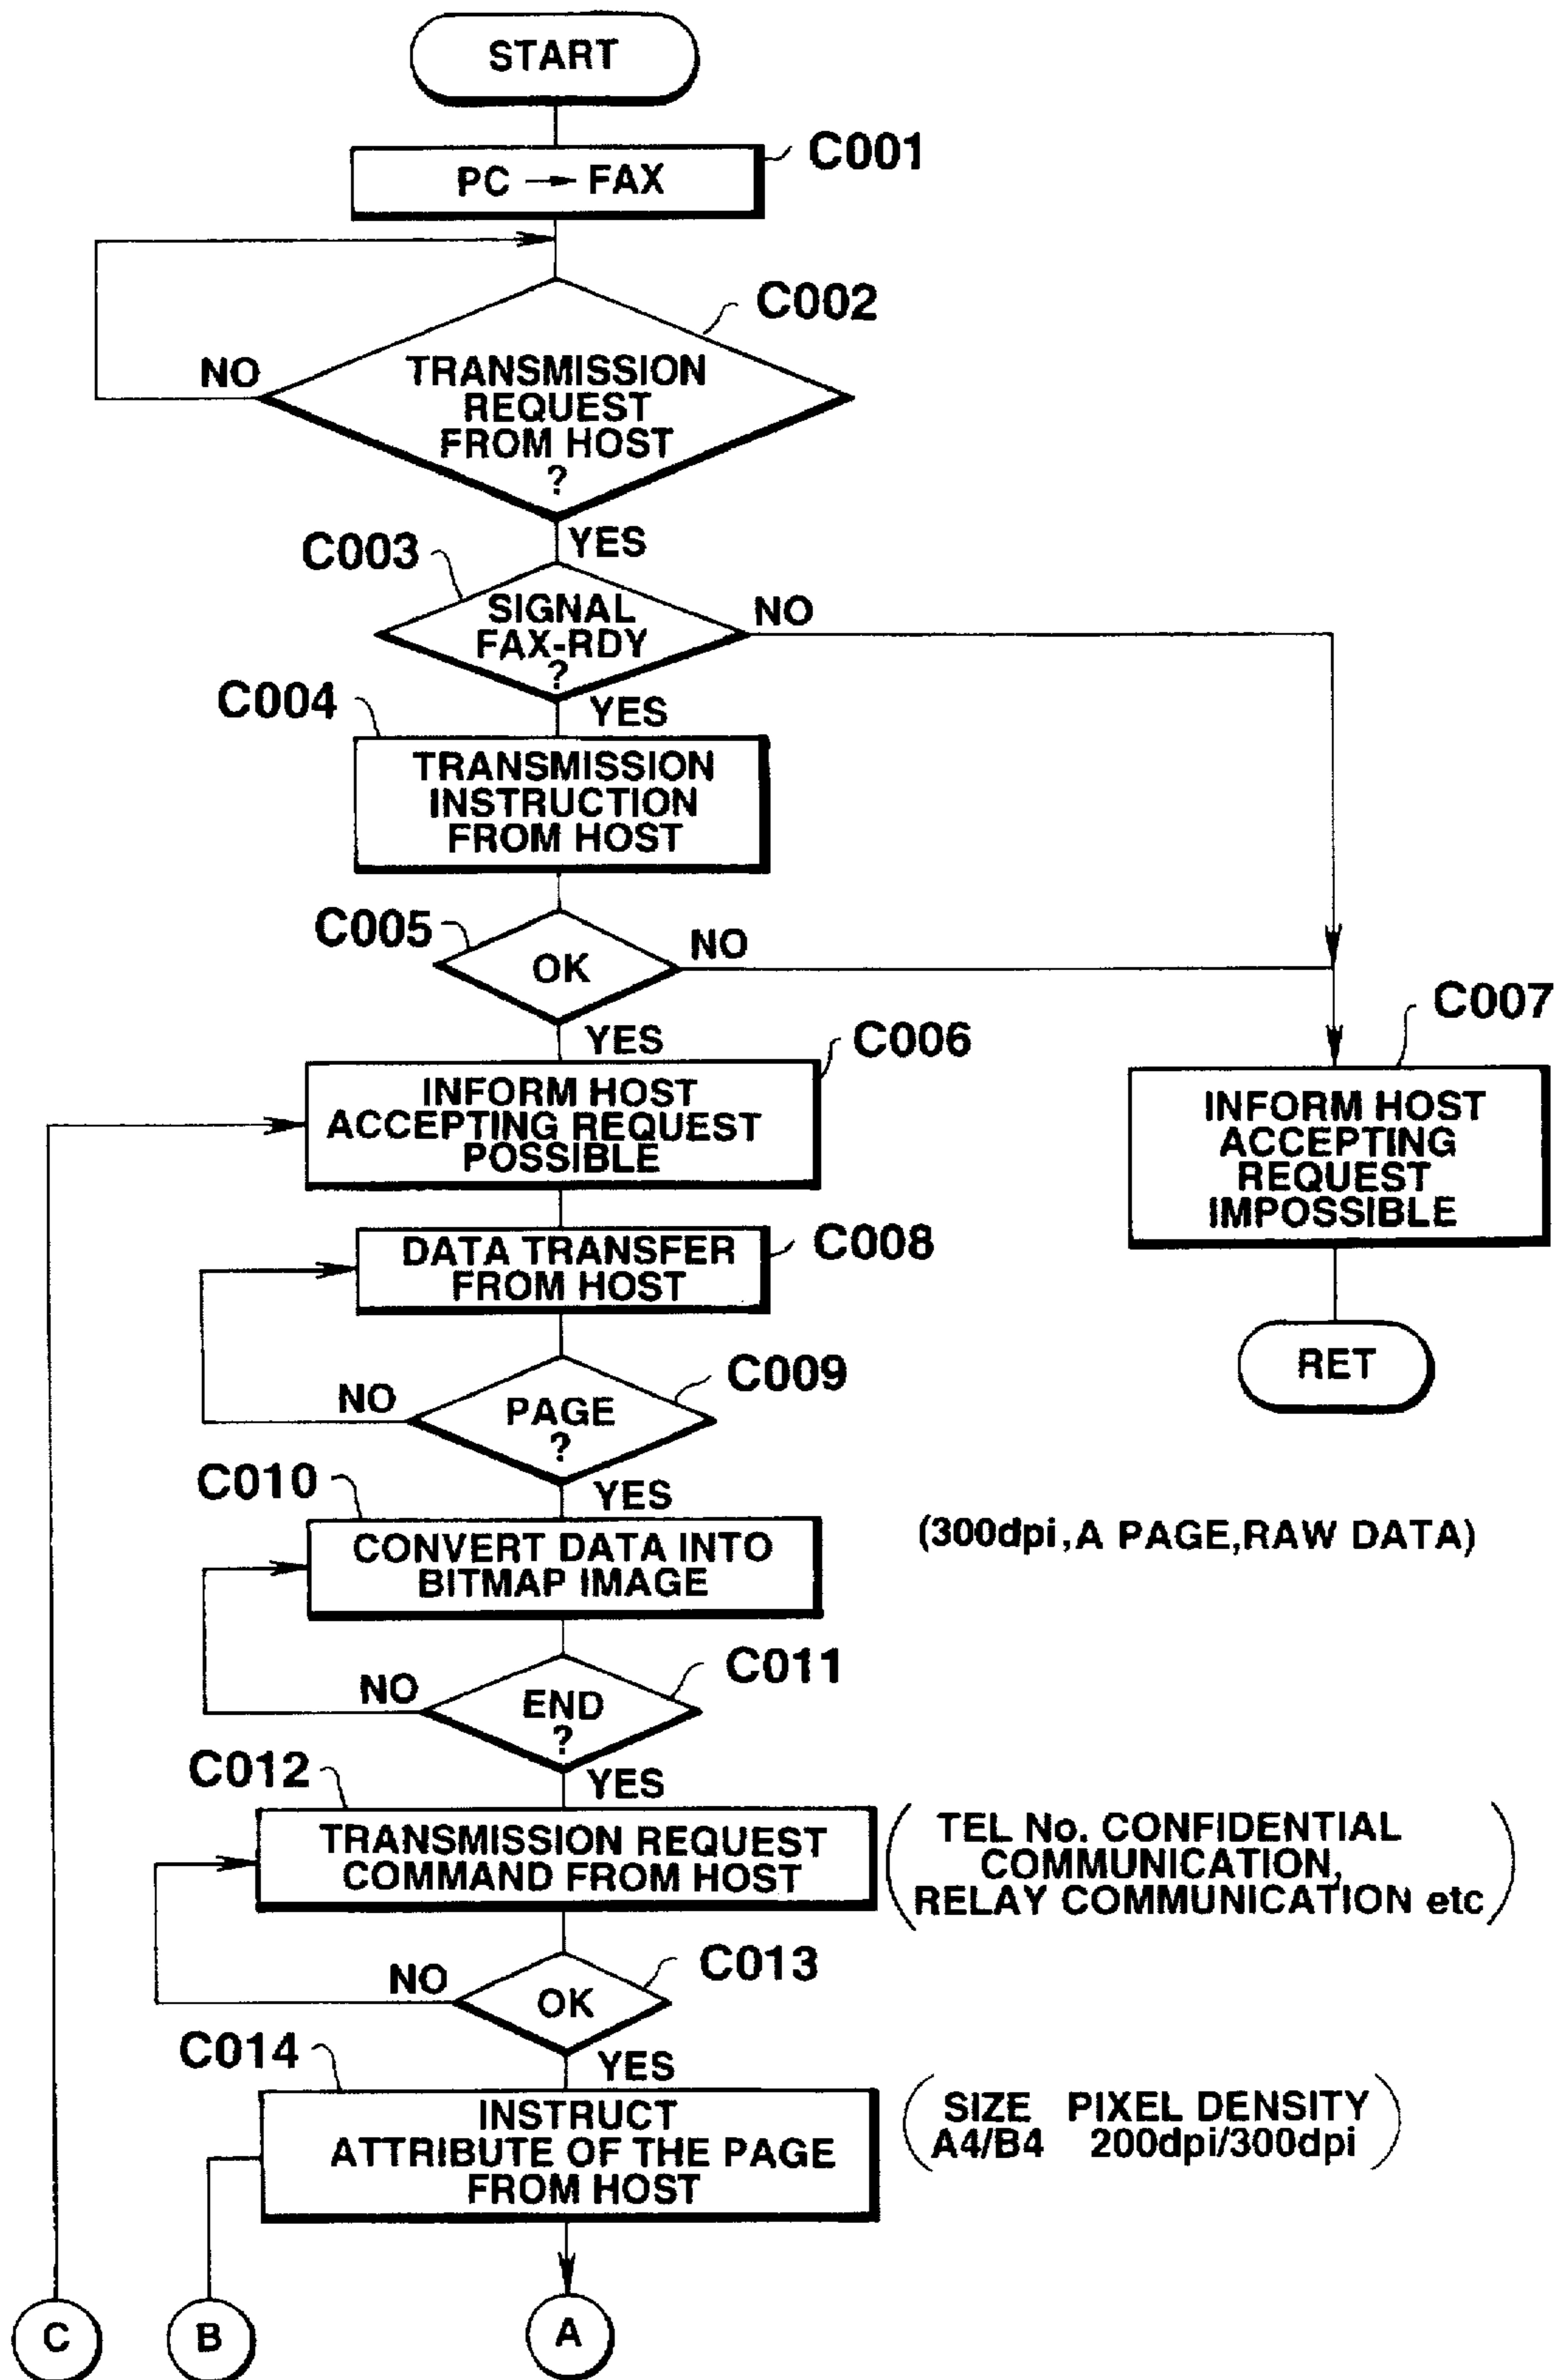 START
C001
PC → FAX
C002
NO
TRANSMISSION
REQUEST
FROM HOST
?
YES
C003
SIGNAL
FAX-RDY
?
NO
YES
C004
TRANSMISSION
INSTRUCTION
FROM HOST
C005
OK
NO
YES
C006
INFORM HOST
ACCEPTING REQUEST
POSSIBLE
C007
INFORM HOST
ACCEPTING
REQUEST
IMPOSSIBLE
RET
C008
DATA TRANSFER
FROM HOST
C009
NO
PAGE
?
YES
C010
CONVERT DATA INTO
BITMAP IMAGE
(300dpi,A PAGE,RAW DATA)
C011
NO
END
?
YES
C012
TRANSMISSION REQUEST
COMMAND FROM HOST
(TEL No. CONFIDENTIAL
COMMUNICATION,
RELAY COMMUNICATION etc)
C013
NO
OK
YES
C014
INSTRUCT
ATTRIBUTE OF THE PAGE
FROM HOST
(SIZE PIXEL DENSITY
A4/B4 200dpi/300dpi)
C
B
A